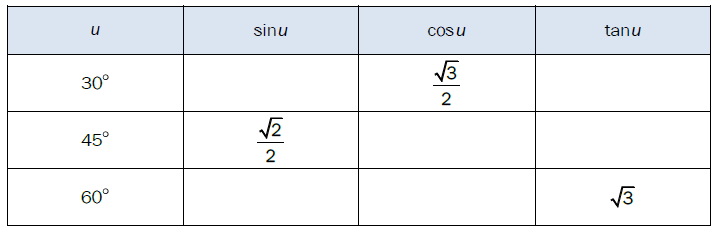 u sinu cosu tanu
30° √3/2
45° √2/2
60° √3